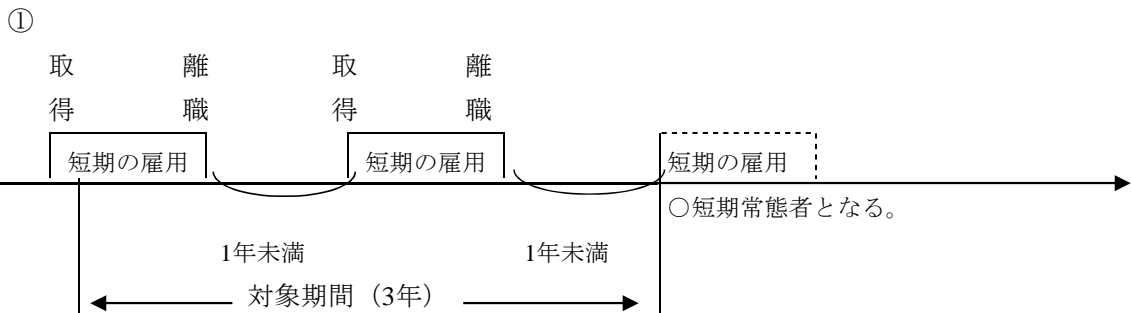 ①
取得 離職 取得 離職
短期の雇用 短期の雇用 短期の雇用
○短期常態者となる。
1年未満 1年未満
対象期間（3年）